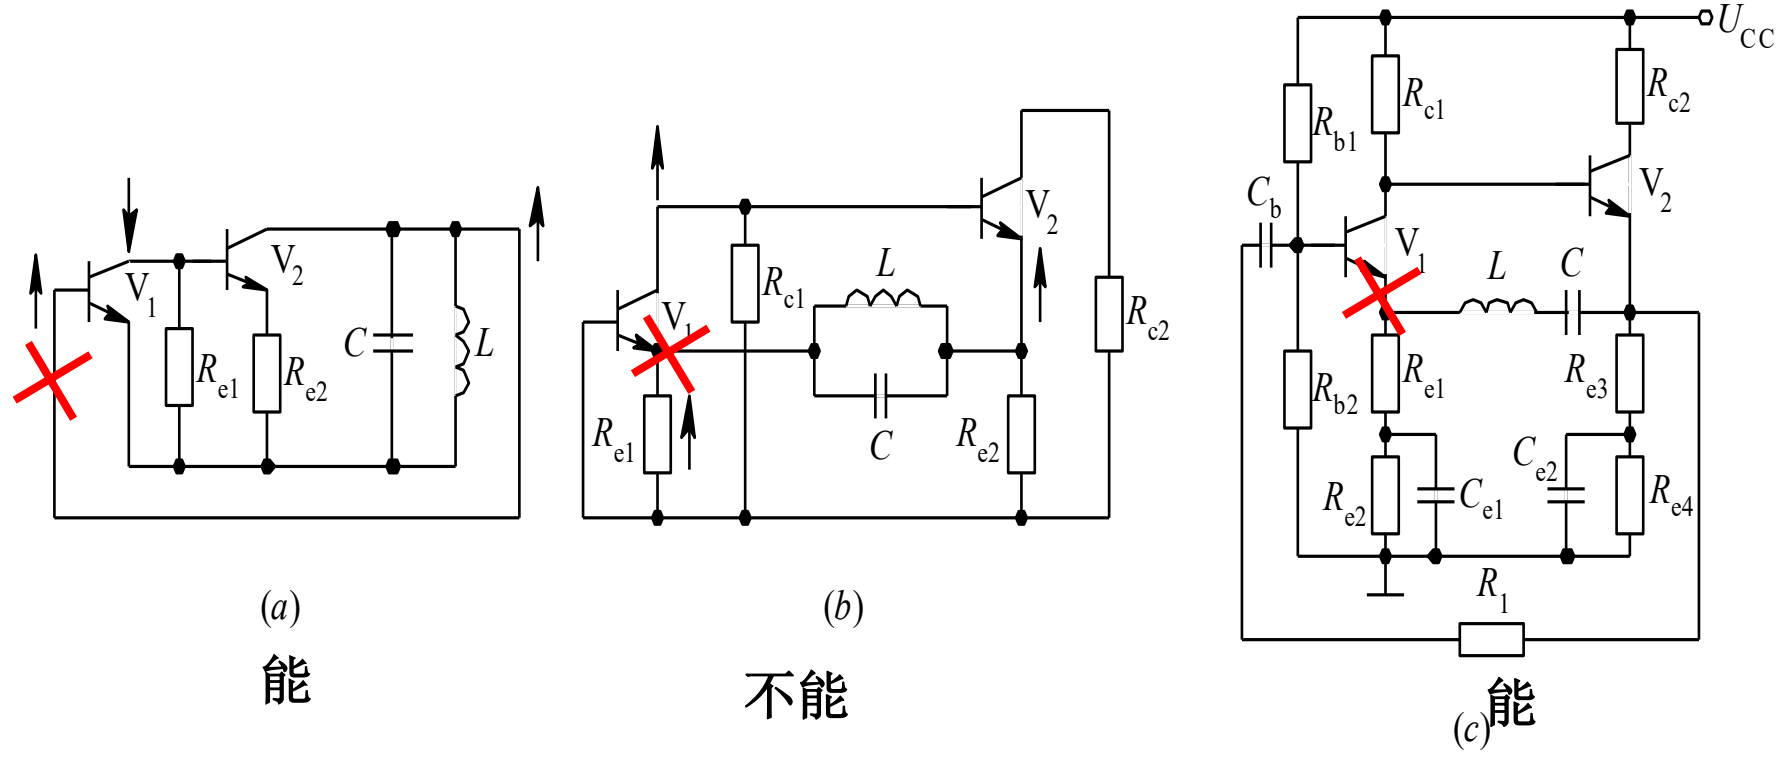 V1
V2
Re1
Re2
C
L
(a)
能
V1
V2
Rc1
L
Rc2
Re1
C
Re2
(b)
不能
UCC
Rb1
Rc1
Rc2
Cb
V1
V2
L
C
Rb2
Re1
Re3
Re2
Ce1
Ce2
Re4
R1
(c)能